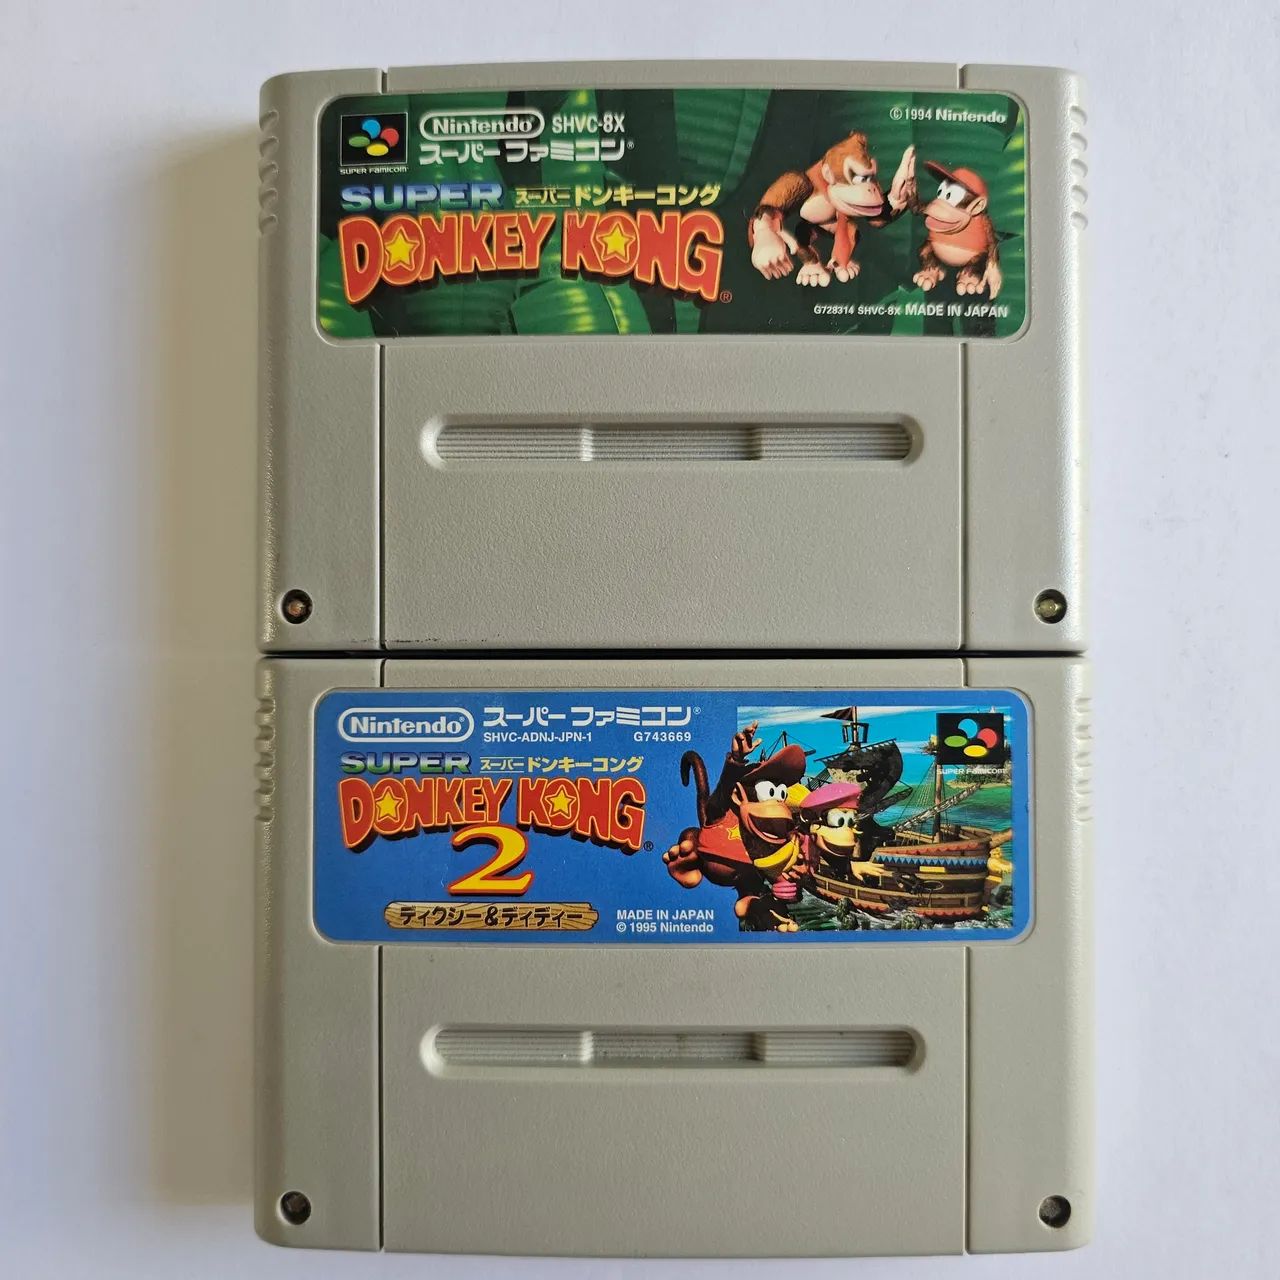 Nintendo SHVC-8X
スーパーファミコン®
SUPER FAMICOM
© 1994 Nintendo
SUPER スーパードンキーコング
DONKEY KONG®
G728314 SHVC-8X MADE IN JAPAN
Nintendo® スーパーファミコン®
SHVC-ADNJ-JPN-1 G743669
SUPER FAMICOM
SUPER スーパードンキーコング
DONKEY KONG®
2
ディクシー&ディディー
MADE IN JAPAN
© 1995 Nintendo